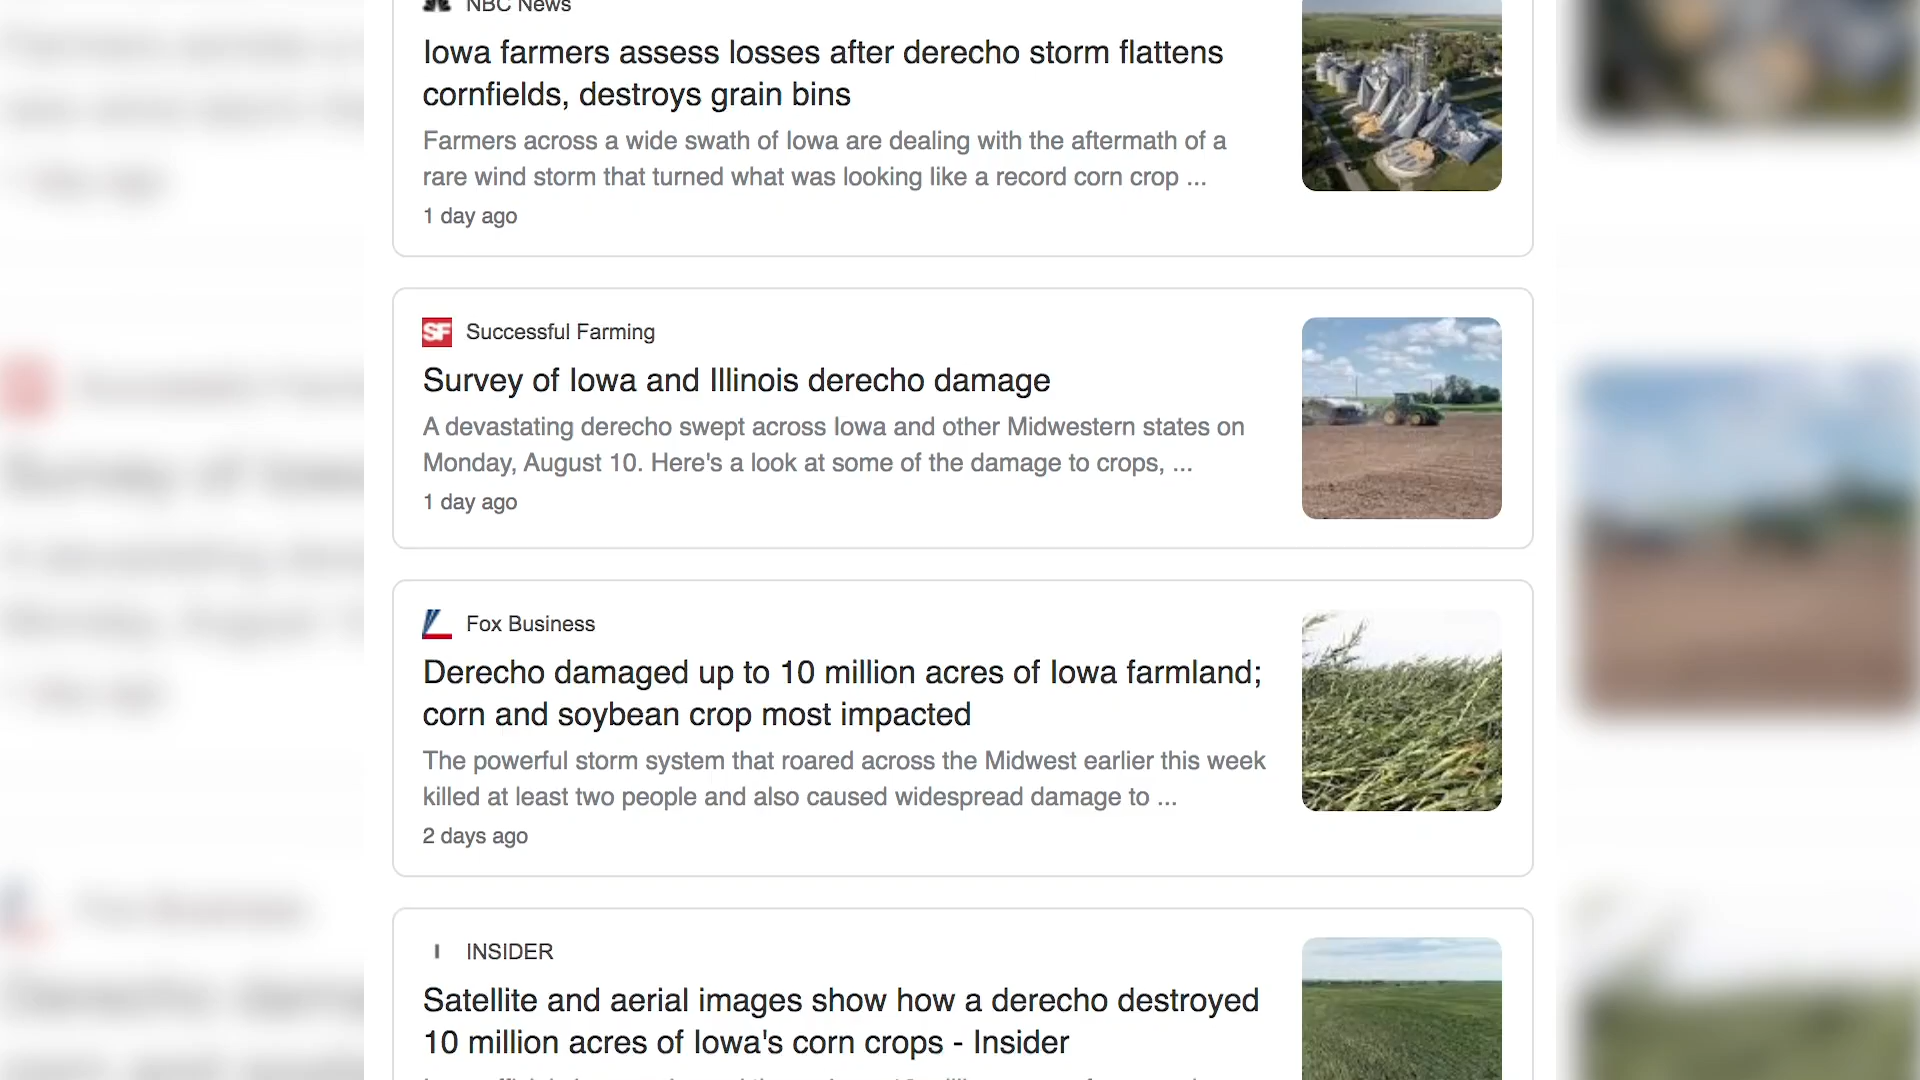 NBC News
Iowa farmers assess losses after derecho storm flattens
cornfields, destroys grain bins
Farmers across a wide swath of Iowa are dealing with the aftermath of a
rare wind storm that turned what was looking like a record corn crop ...
1 day ago
SF Successful Farming
Survey of Iowa and Illinois derecho damage
A devastating derecho swept across Iowa and other Midwestern states on
Monday, August 10. Here's a look at some of the damage to crops, ...
1 day ago
Fox Business
Derecho damaged up to 10 million acres of Iowa farmland;
corn and soybean crop most impacted
The powerful storm system that roared across the Midwest earlier this week
killed at least two people and also caused widespread damage to ...
2 days ago
I INSIDER
Satellite and aerial images show how a derecho destroyed
10 million acres of Iowa's corn crops - Insider